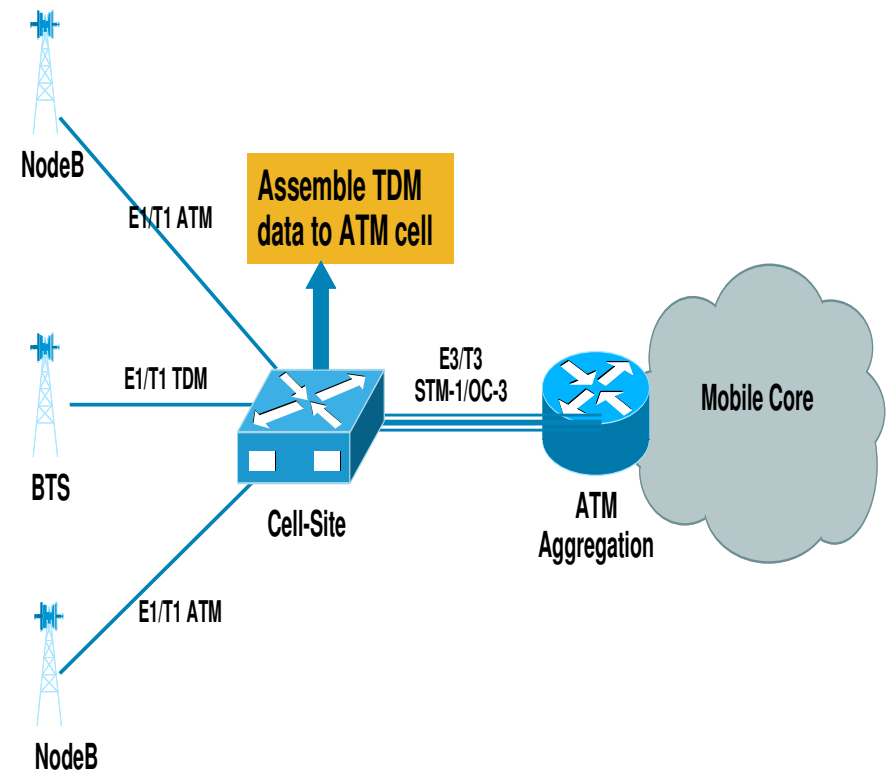 NodeB
E1/T1 ATM
Assemble TDM
data to ATM cell
E1/T1 TDM
BTS
Cell-Site
E3/T3
STM-1/OC-3
Mobile Core
ATM
Aggregation
E1/T1 ATM
NodeB